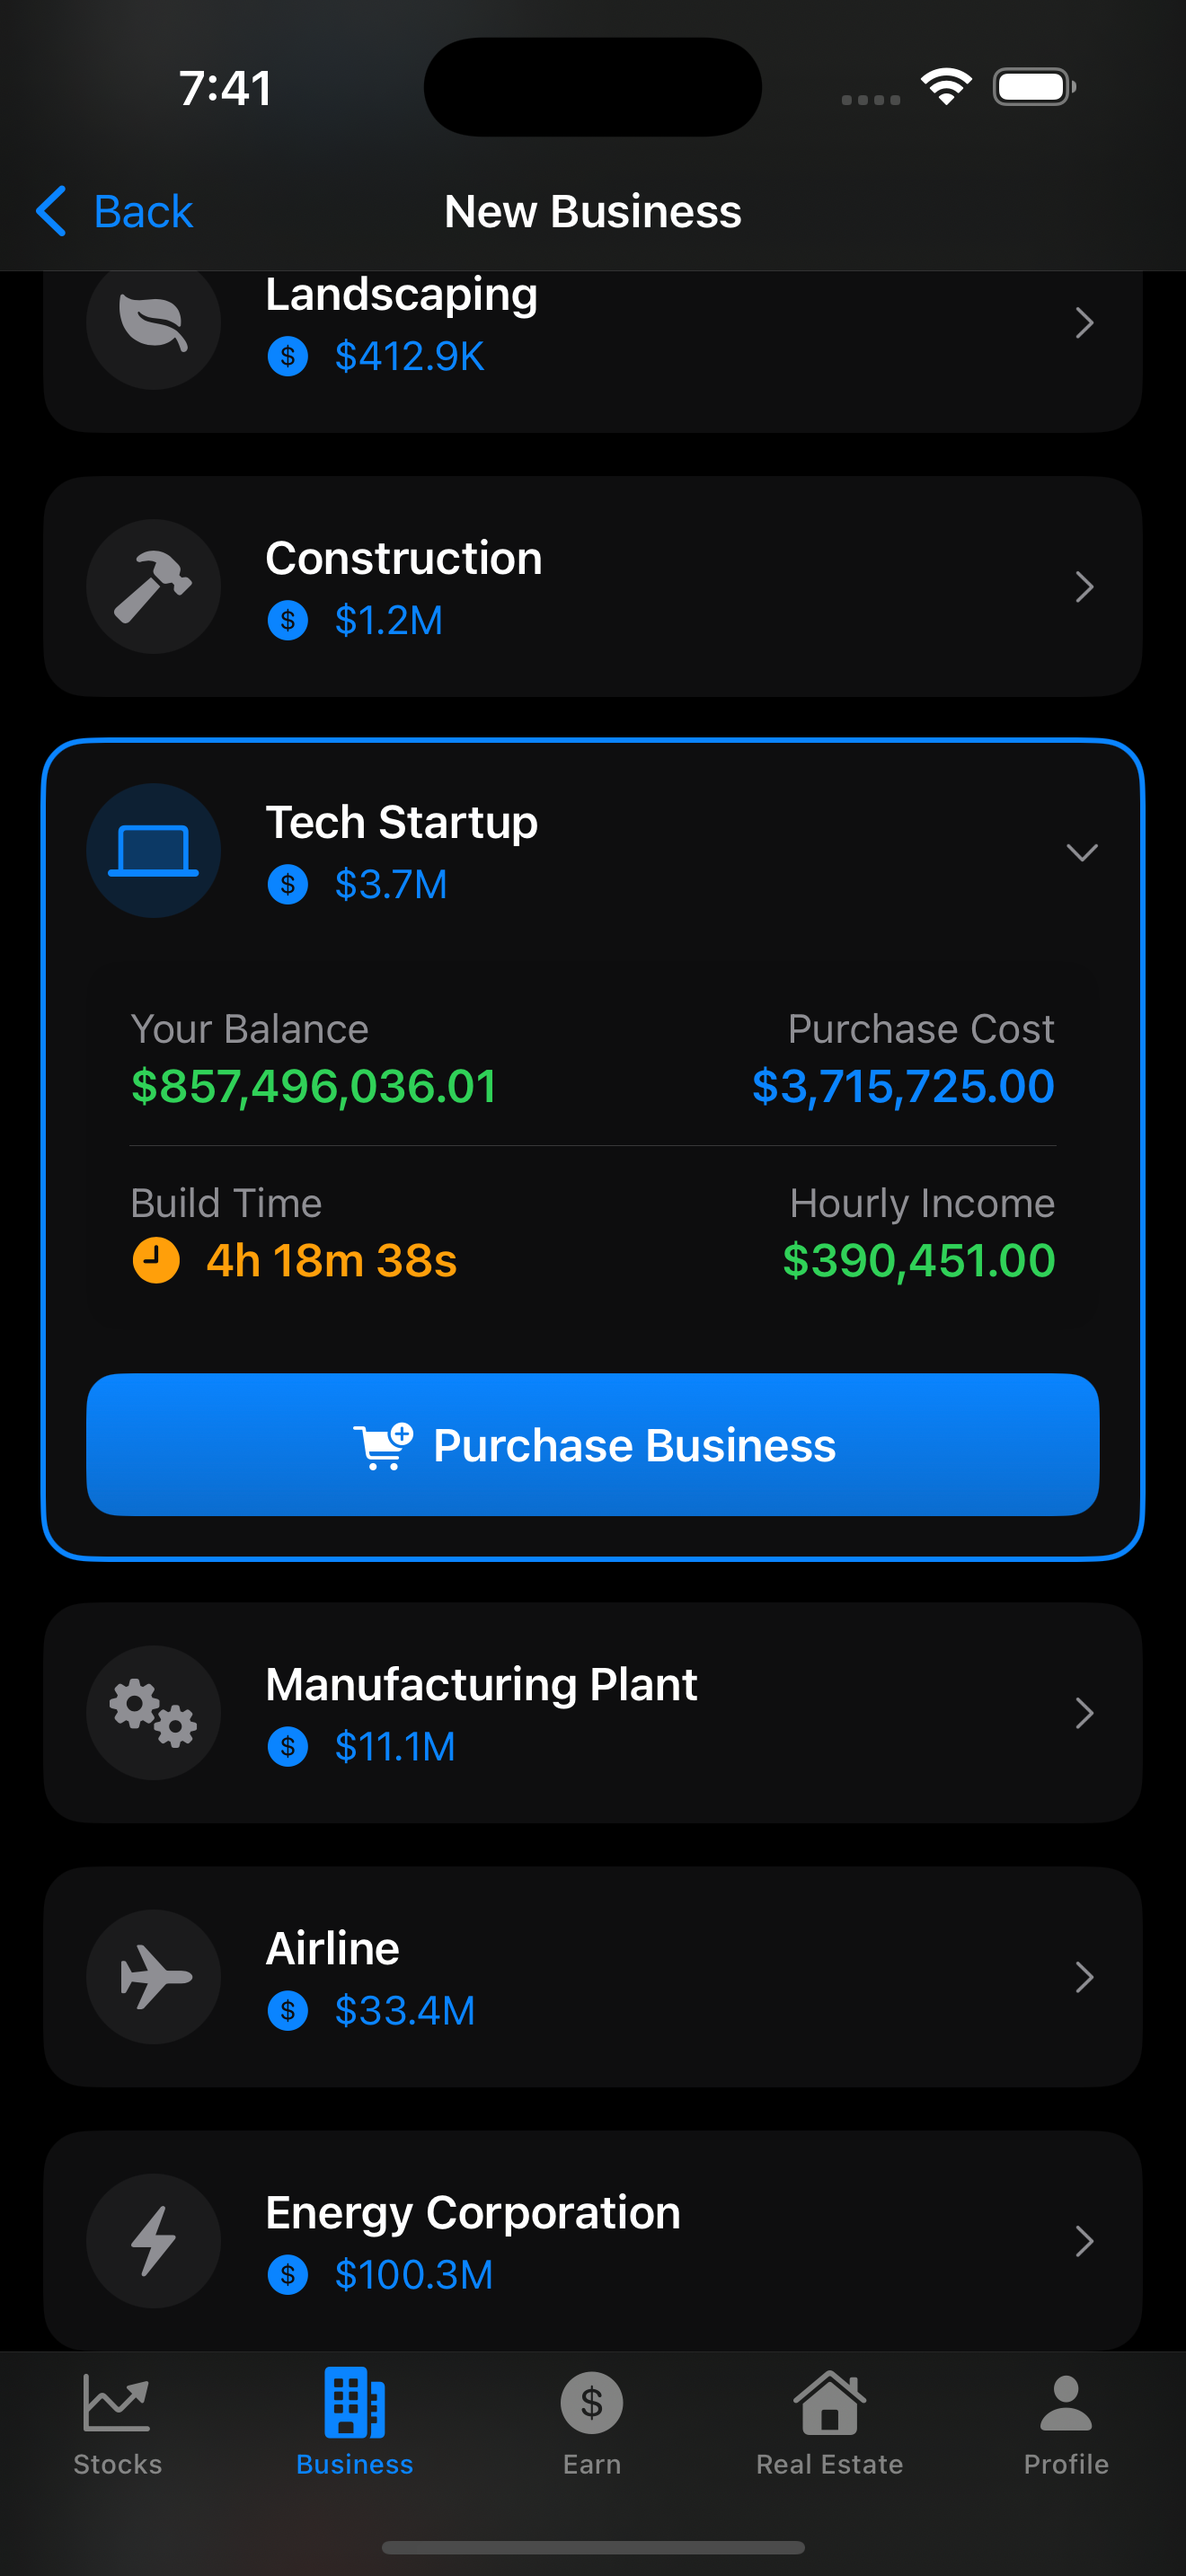 7:41
Back
New Business
Landscaping
$ $412.9K
Construction
$ $1.2M
Tech Startup
$ $3.7M
Your Balance
Purchase Cost
$857,496,036.01
$3,715,725.00
Build Time
Hourly Income
4h 18m 38s
$390,451.00
Purchase Business
Manufacturing Plant
$ $11.1M
Airline
$ $33.4M
Energy Corporation
$ $100.3M
$
Stocks
Business
Earn
Real Estate
Profile